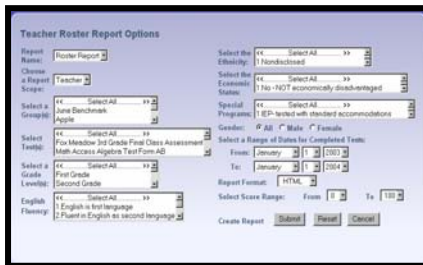 Teacher Roster Report Options
Report Name: Roster Report
Choose a Report Scope: Teacher
Select a Group(s): << ........ Select All ........ >>
June Benchmark
Apple
Select Test(s): << ........ Select All ........ >>
Fox Meadow 3rd Grade Final Class Assessment
Math Access Algebra Test Form AB
Select a Grade Level(s): << ........ Select All ........ >>
First Grade
Second Grade
English Fluency: << ........ Select All ........ >>
1.English is first language
2.Fluent in English as second language
Select the Ethnicity: << ........ Select All ........ >>
1 Nondisclosed
Select the Economic Status: << ........ Select All ........ >>
1 No - NOT economically disadvantaged
Special Programs: << ........ Select All ........ >>
1 IEP- tested with standard accommodations
Gender: All Male Female
Select a Range of Dates for Completed Tests:
From: January 1 2003
To: January 1 2004
Report Format: HTML
Select Score Range: From 0 To 100
Create Report Submit Reset Cancel